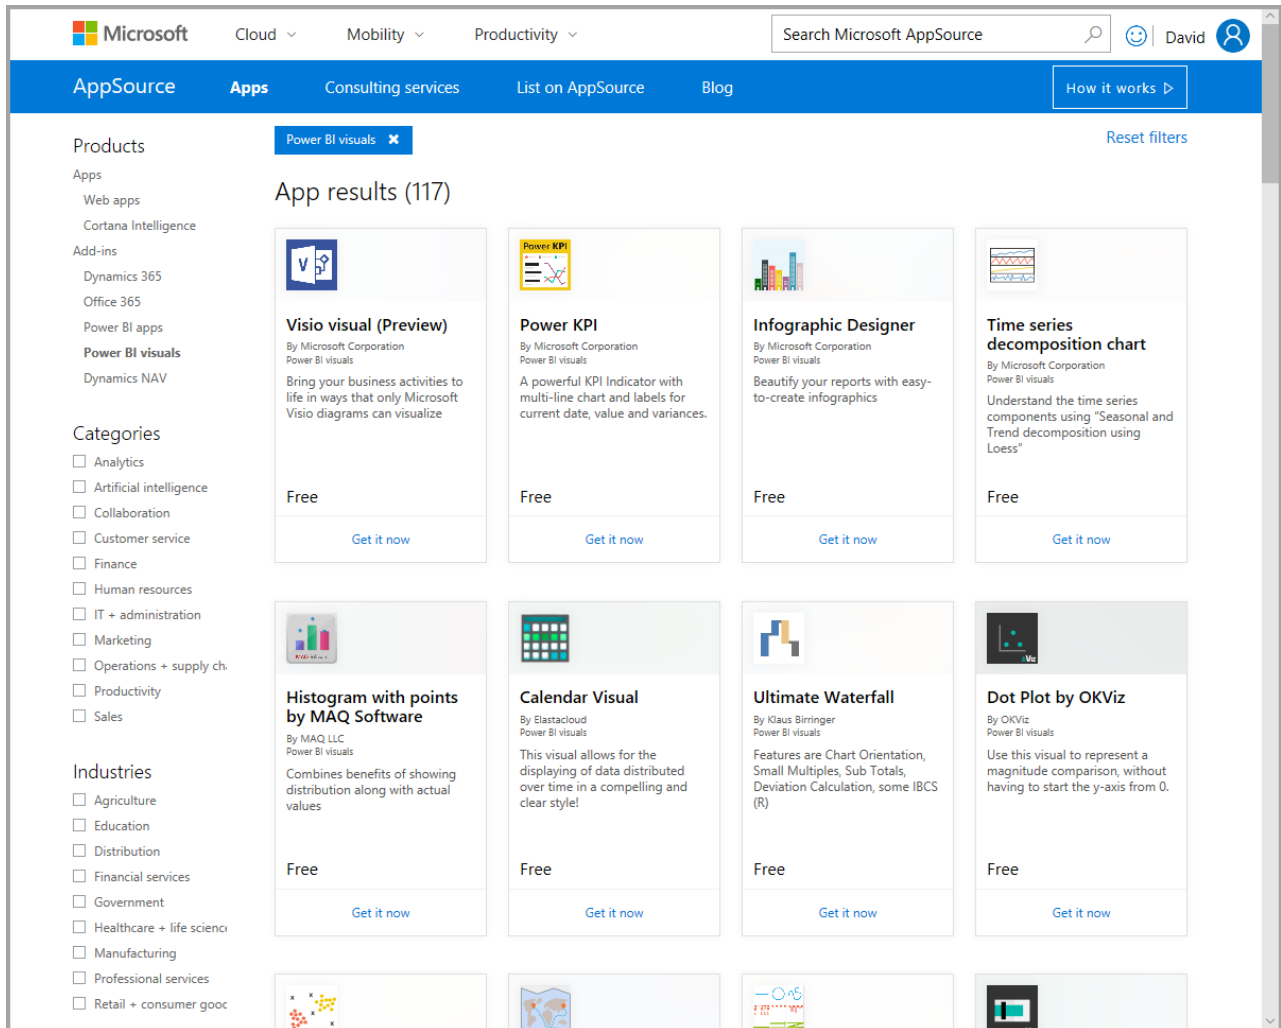 Microsoft
Cloud
Mobility
Productivity
Search Microsoft AppSource
David
AppSource
Apps
Consulting services
List on AppSource
Blog
How it works
Products
Apps
Web apps
Cortana Intelligence
Add-ins
Dynamics 365
Office 365
Power BI apps
Power BI visuals
Dynamics NAV
Categories
Analytics
Artificial intelligence
Collaboration
Customer service
Finance
Human resources
IT + administration
Marketing
Operations + supply ch
Productivity
Sales
Industries
Agriculture
Education
Distribution
Financial services
Government
Healthcare + life science
Manufacturing
Professional services
Retail + consumer gooc
Power BI visuals
Reset filters
App results (117)
V
Visio visual (Preview)
By Microsoft Corporation
Power BI visuals
Bring your business activities to
life in ways that only Microsoft
Visio diagrams can visualize
Free
Get it now
Power KPI
Power KPI
By Microsoft Corporation
Power BI visuals
A powerful KPI Indicator with
multi-line chart and labels for
current date, value and variances.
Free
Get it now
Infographic Designer
By Microsoft Corporation
Power BI visuals
Beautify your reports with easy-
to-create infographics
Free
Get it now
Time series
decomposition chart
By Microsoft Corporation
Power BI visuals
Understand the time series
components using "Seasonal and
Trend decomposition using
Loess"
Free
Get it now
Histogram with points
by MAQ Software
By MAQ LLC
Power BI visuals
Combines benefits of showing
distribution along with actual
values
Free
Get it now
Calendar Visual
By Elastacloud
Power BI visuals
This visual allows for the
displaying of data distributed
over time in a compelling and
clear style!
Free
Get it now
Ultimate Waterfall
By Klaus Birringer
Power BI visuals
Features are Chart Orientation,
Small Multiples, Sub Totals,
Deviation Calculation, some IBCS
(R)
Free
Get it now
Viz
Dot Plot by OKViz
By OKViz
Power BI visuals
Use this visual to represent a
magnitude comparison, without
having to start the y-axis from 0.
Free
Get it now